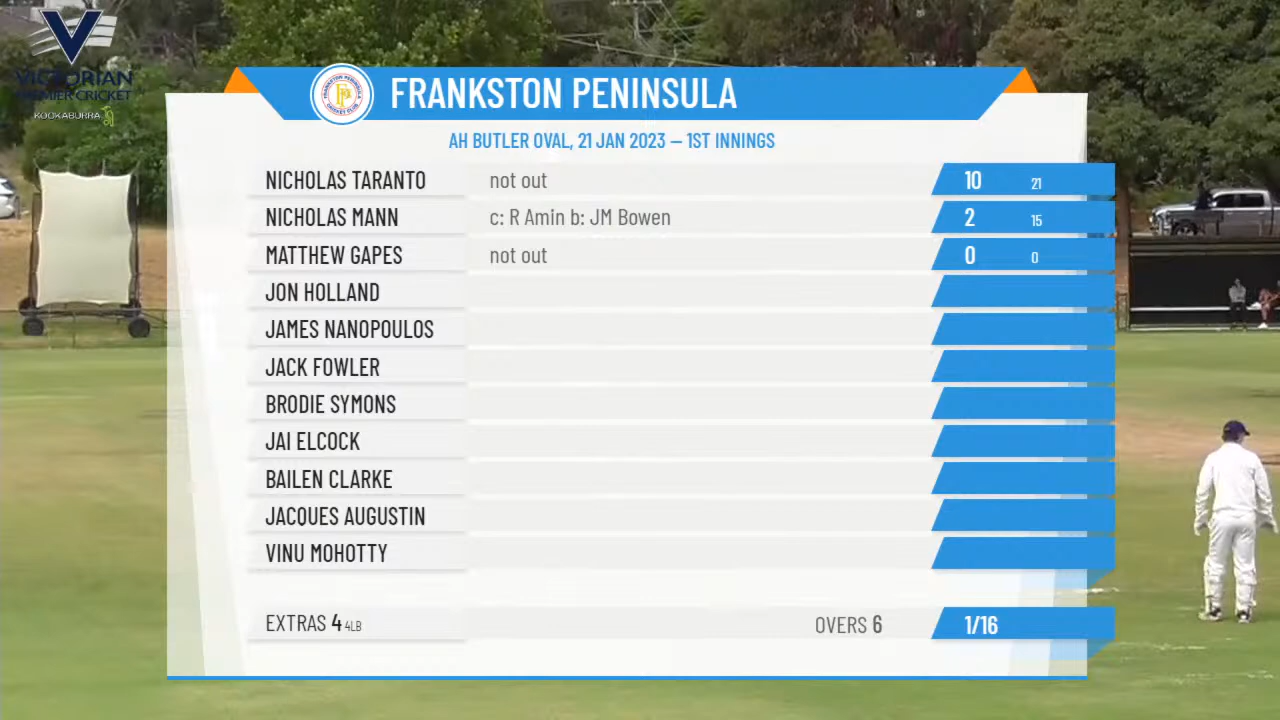 VICTORIAN
PREMIER CRICKET
KOOKABURRA
FRANKSTON PENINSULA
AH BUTLER OVAL, 21 JAN 2023 – 1ST INNINGS
NICHOLAS TARANTO not out 10 21
NICHOLAS MANN c: R Amin b: JM Bowen 2 15
MATTHEW GAPES not out 0 0
JON HOLLAND
JAMES NANOPOULOS
JACK FOWLER
BRODIE SYMONS
JAI ELCOCK
BAILEN CLARKE
JACQUES AUGUSTIN
VINU MOHOTTY
EXTRAS 4 4LB OVERS 6 1/16